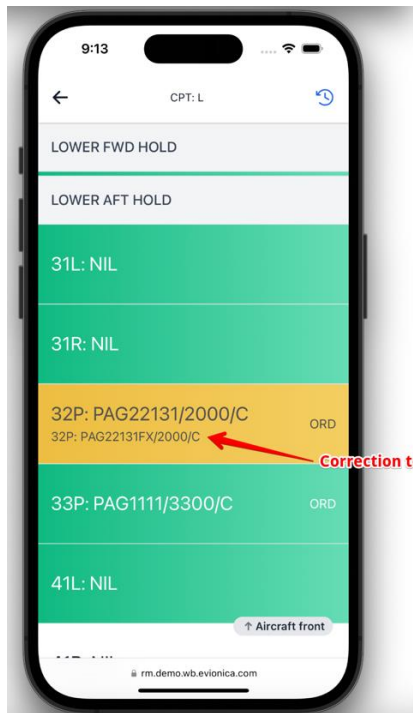 9:13
CPT: L
LOWER FWD HOLD
LOWER AFT HOLD
31L: NIL
31R: NIL
32P: PAG22131/2000/C
ORD
32P: PAG22131FX/2000/C
Correction t
33P: PAG1111/3300/C
ORD
41L: NIL
↑ Aircraft front
rm.demo.wb.evionica.com